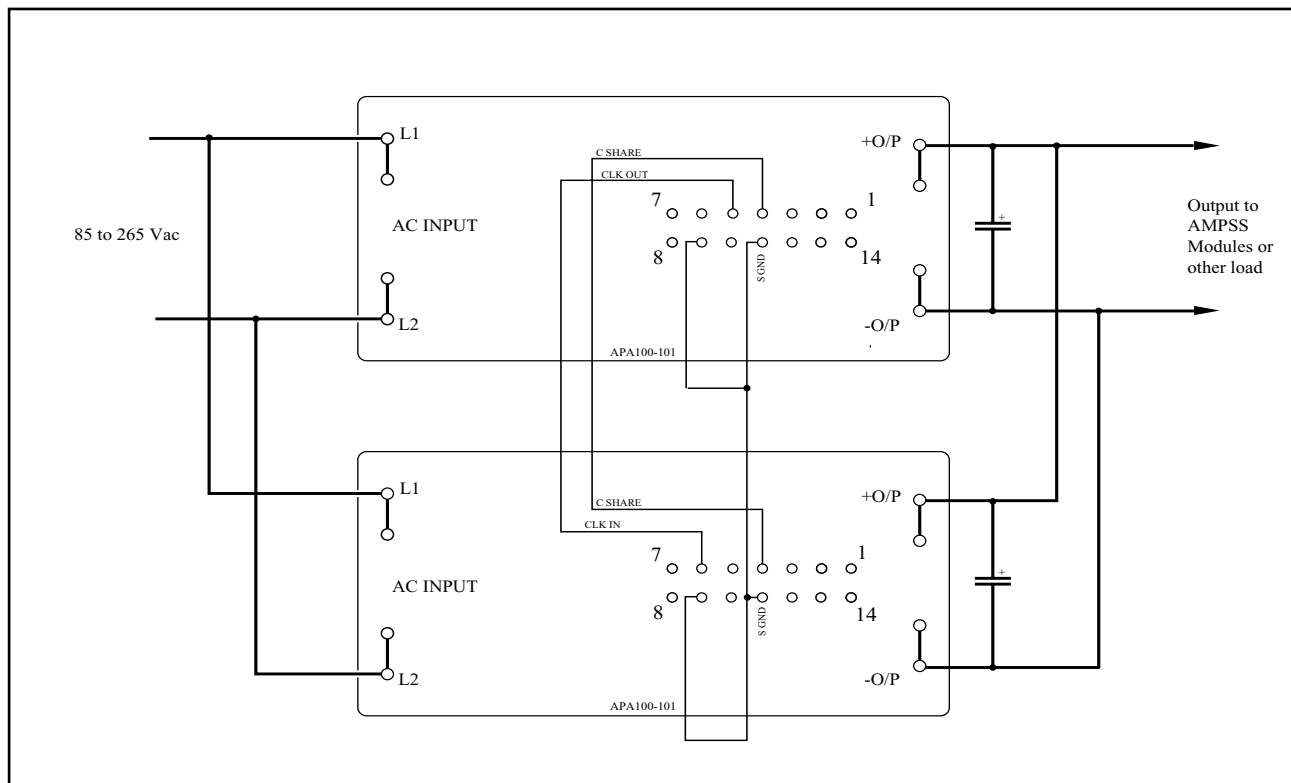 L1
+O/P
C SHARE
CLK OUT
7
1
85 to 265 Vac
AC INPUT
Output to
AMPSS
Modules or
other load
8
14
S GND
L2
-O/P
APA100-101
L1
+O/P
C SHARE
CLK IN
7
1
AC INPUT
8
14
S GND
L2
-O/P
APA100-101
+
+